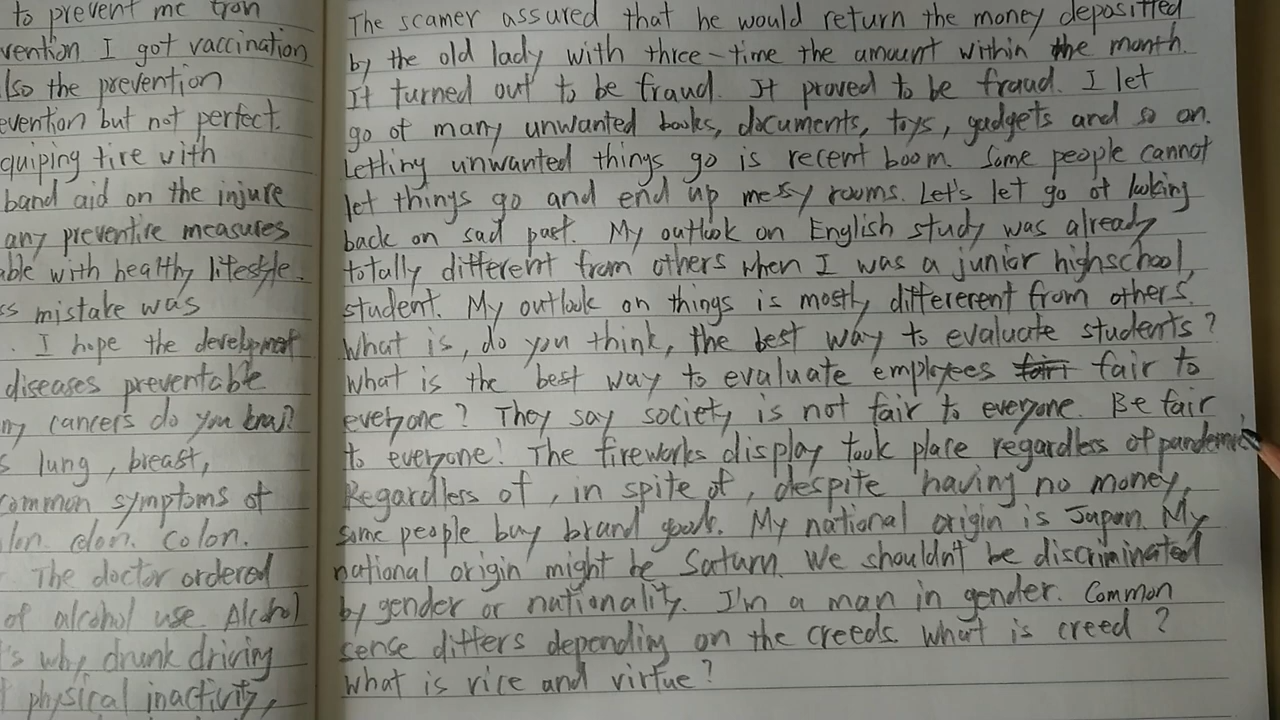 to prevent me from
vention I got vaccination
lso the prevention
evention but not perfect.
quiping tire with
band aid on the injure
any preventive measures
able with healthy lifestyle.
ss mistake was
. I hope the development
diseases preventable
ny cancers do you know?
s lung, breast,
ommon symptoms of
lon. colon. colon.
. The doctor ordered
of alcohol use. Alcohol
's why drunk driving
physical inactivity,
The scamer assured that he would return the money depositted
by the old lady with three-time the amount within the month.
It turned out to be fraud. It proved to be fraud. I let
go of many unwanted books, documents, toys, gadgets and so on.
Letting unwanted things go is recent boom. Some people cannot
let things go and end up messy rooms. Let's let go of looking
back on sad past. My outlook on English study was already
totally different from others when I was a junior highschool,
student. My outlook on things is mostly differerent from others.
What is, do you think, the best way to evaluate students?
What is the best way to evaluate employees fair to
everyone? They say society is not fair to everyone. Be fair
to everyone! The fireworks display took place regardless of pandemic
Regardless of, in spite of, despite having no money,
some people buy brand goods. My national origin is Japan. My
national origin might be Saturn. We shouldn't be discriminated
by gender or nationality. I'm a man in gender. Common
sense differs depending on the creeds. What is creed?
What is vice and virtue?